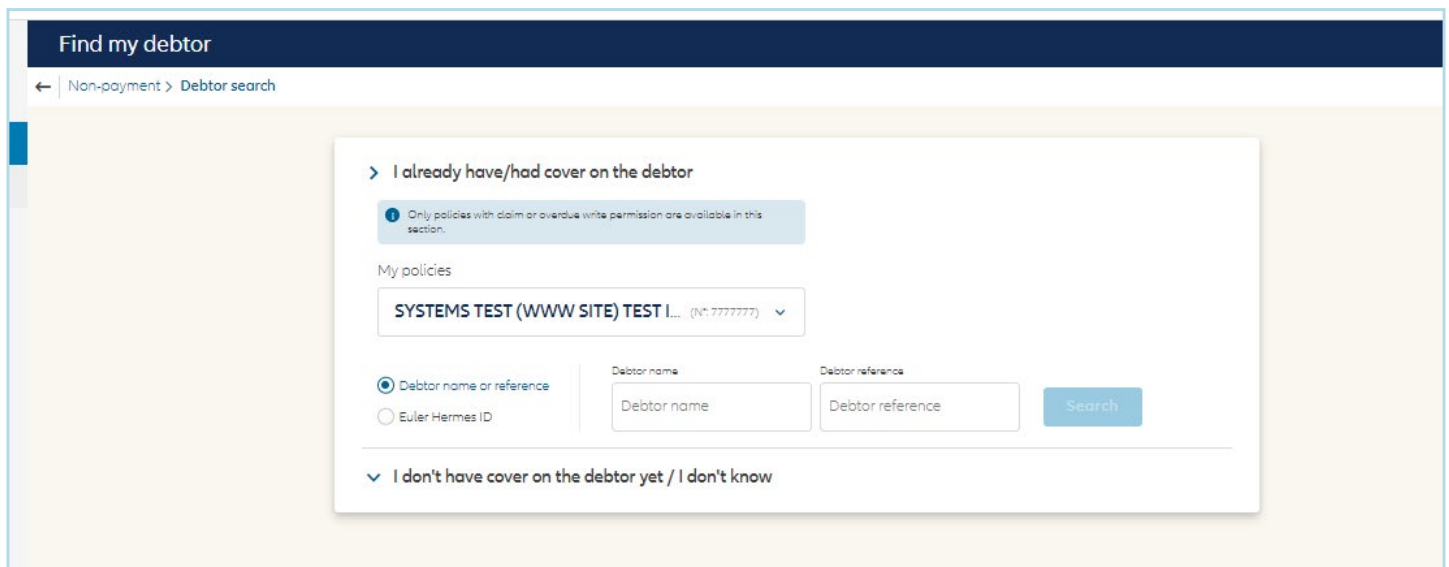 Find my debtor
Non-payment > Debtor search
I already have/had cover on the debtor
Only policies with claim or overdue write permission are available in this
section.
My policies
SYSTEMS TEST (WWW SITE) TEST I... (N°: 7777777)
Debtor name Debtor reference
Debtor name or reference
Debtor name Debtor reference Search
Euler Hermes ID
I don't have cover on the debtor yet / I don't know